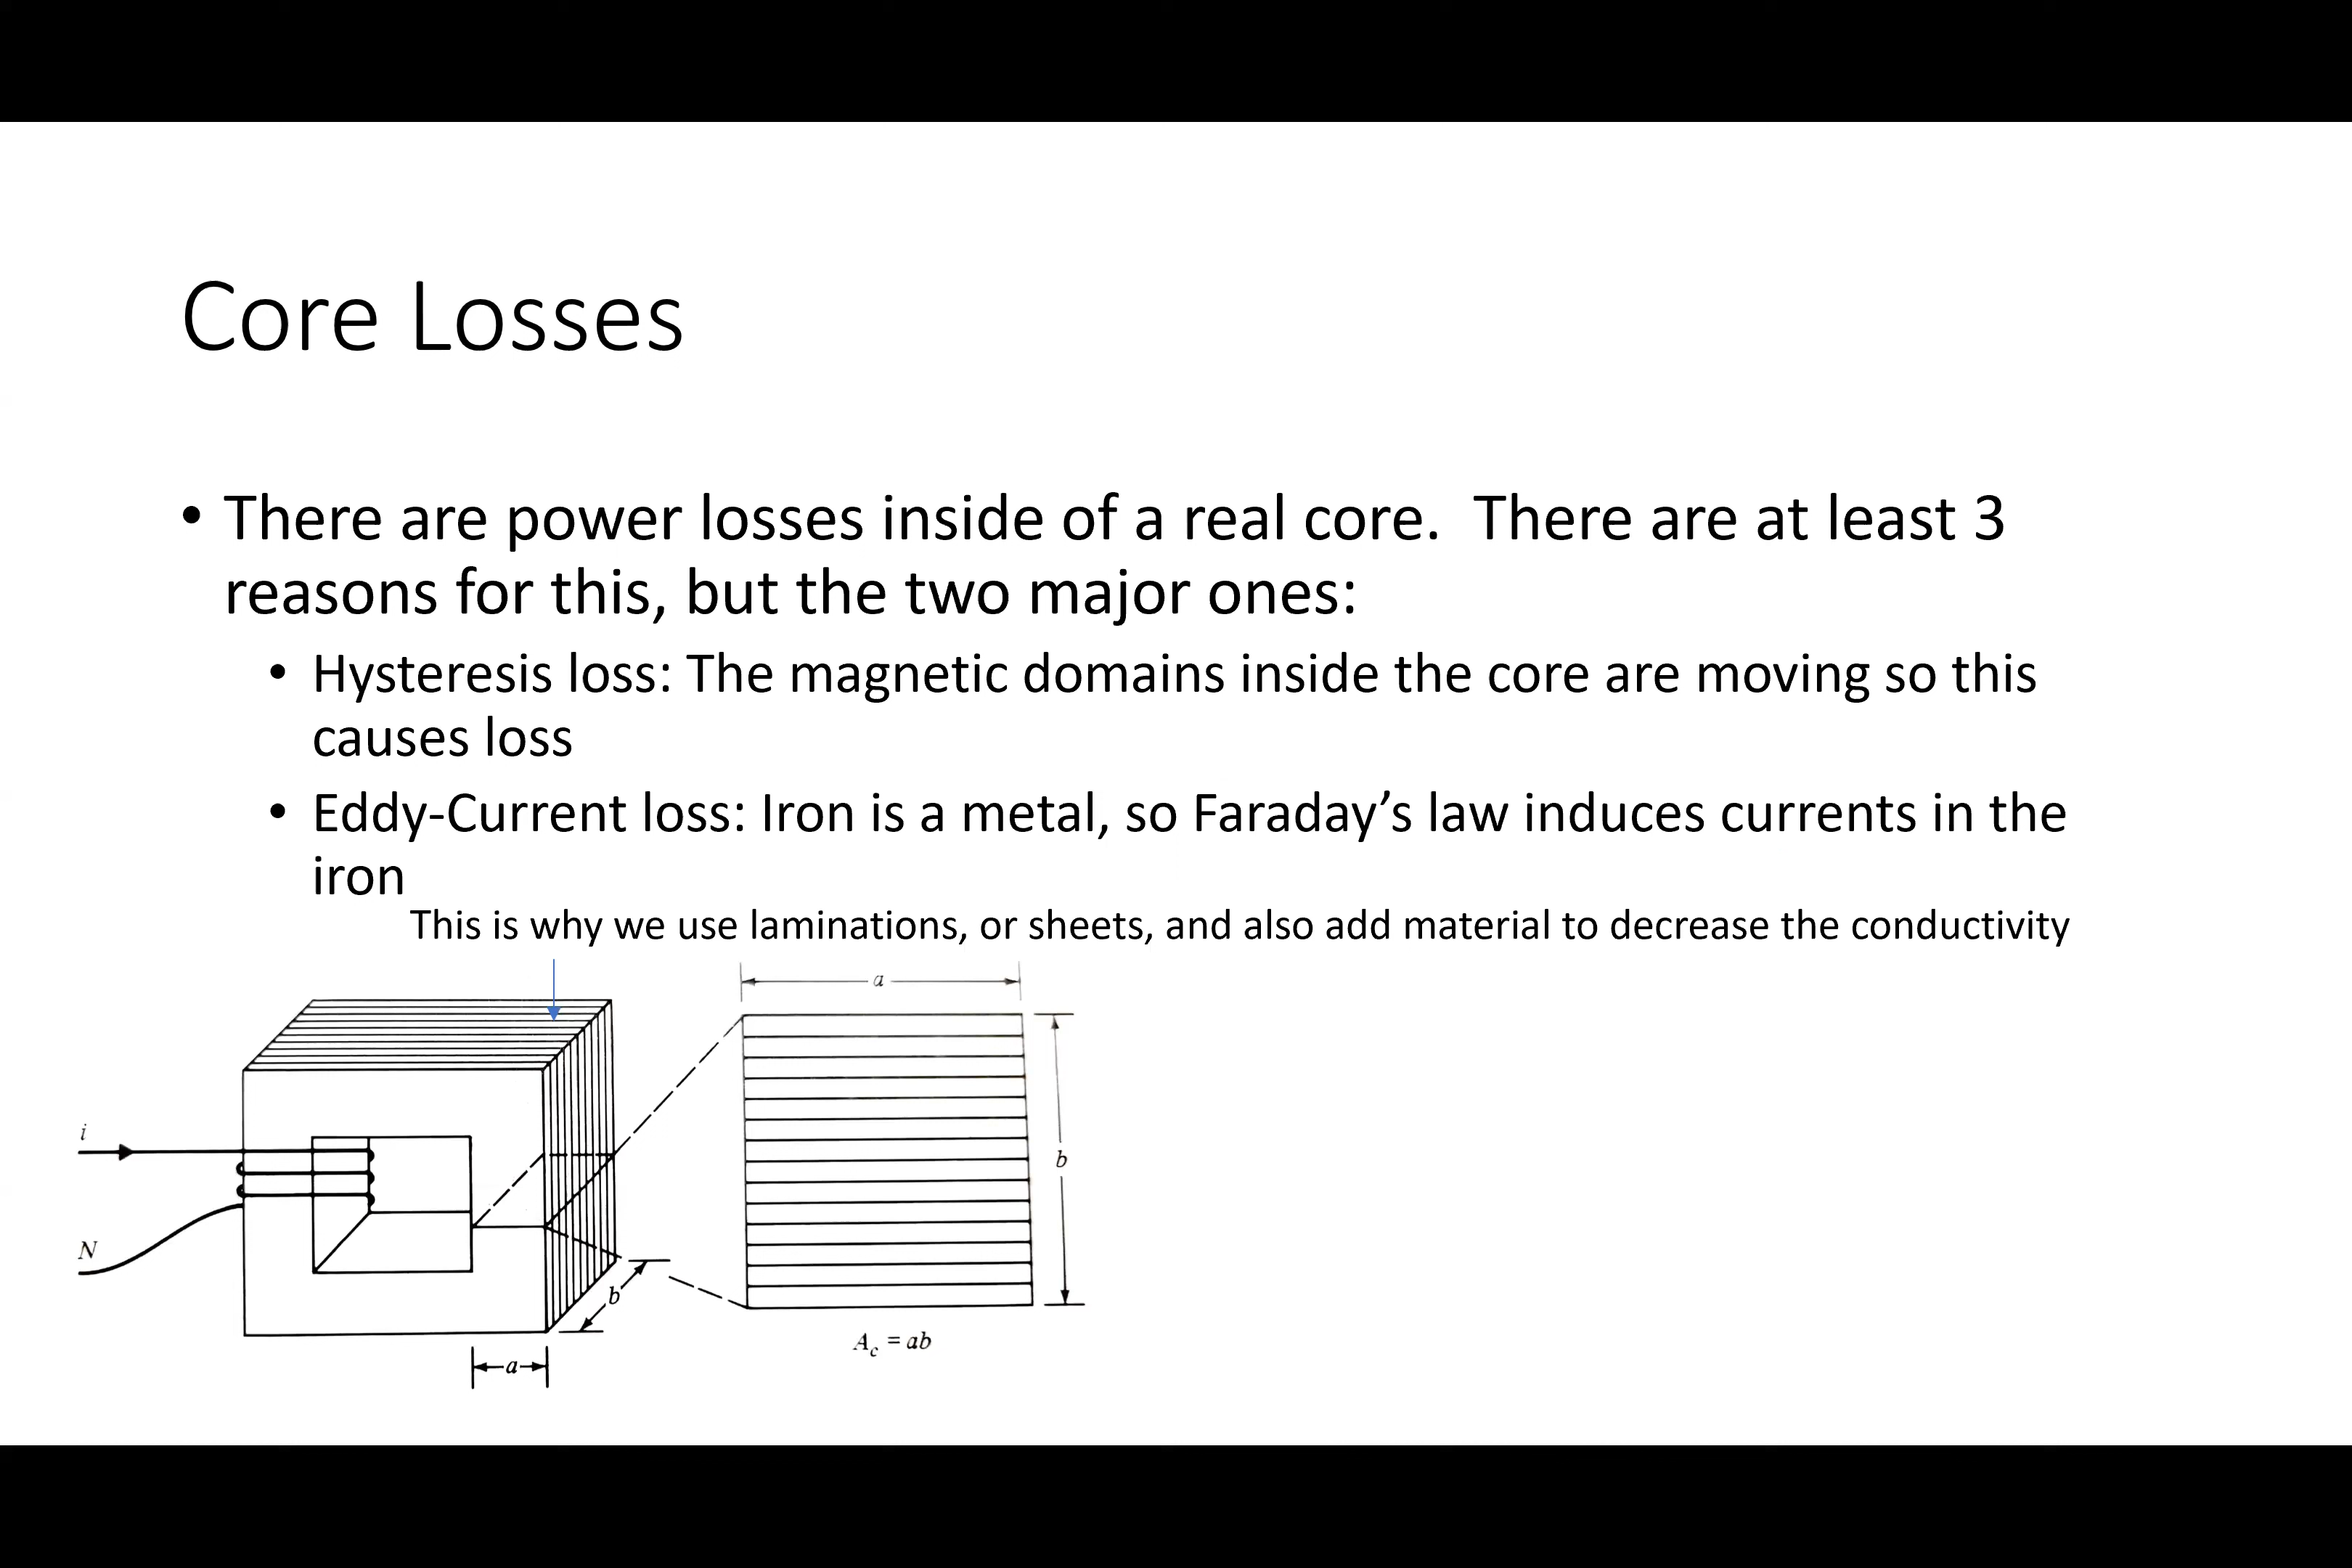 Core Losses
• There are power losses inside of a real core.  There are at least 3
reasons for this, but the two major ones:
• Hysteresis loss: The magnetic domains inside the core are moving so this
causes loss
• Eddy-Current loss: Iron is a metal, so Faraday’s law induces currents in the
iron
This is why we use laminations, or sheets, and also add material to decrease the conductivity
a
i
b
N
b
a
A_c = ab